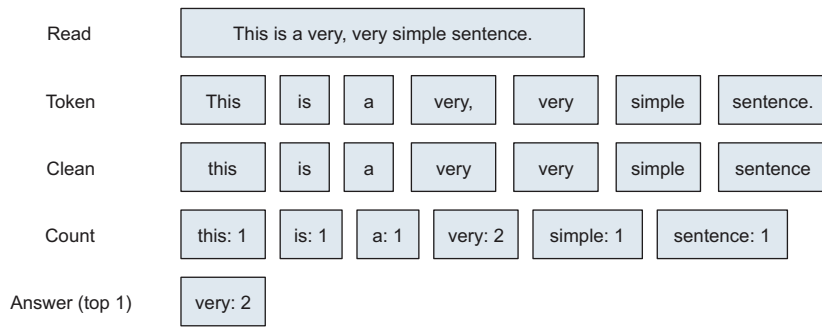 Read This is a very, very simple sentence.
Token This is a very, very simple sentence.
Clean this is a very very simple sentence
Count this: 1 is: 1 a: 1 very: 2 simple: 1 sentence: 1
Answer (top 1) very: 2